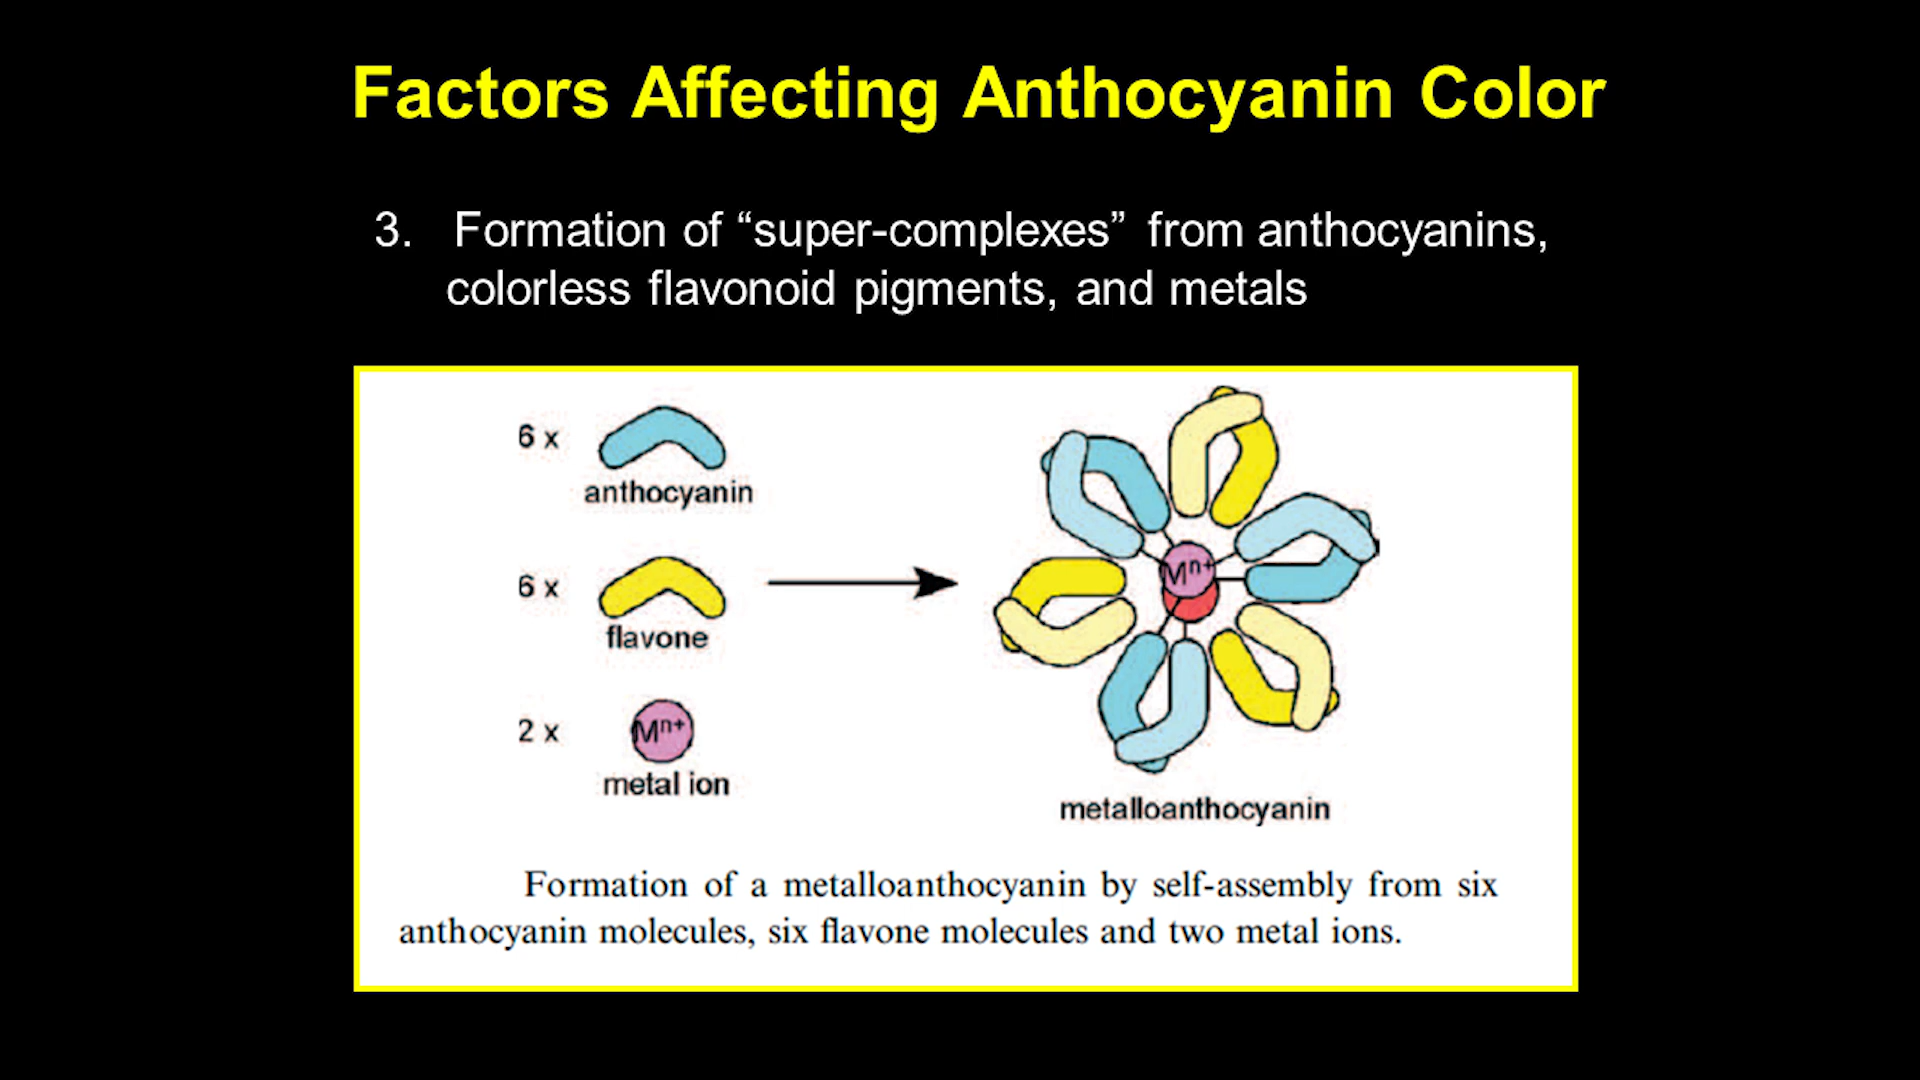 Factors Affecting Anthocyanin Color
3. Formation of “super-complexes” from anthocyanins,
colorless flavonoid pigments, and metals
6 x
anthocyanin
6 x
flavone
2 x
Mn+
metal ion
Mn+
metalloanthocyanin
Formation of a metalloanthocyanin by self-assembly from six
anthocyanin molecules, six flavone molecules and two metal ions.